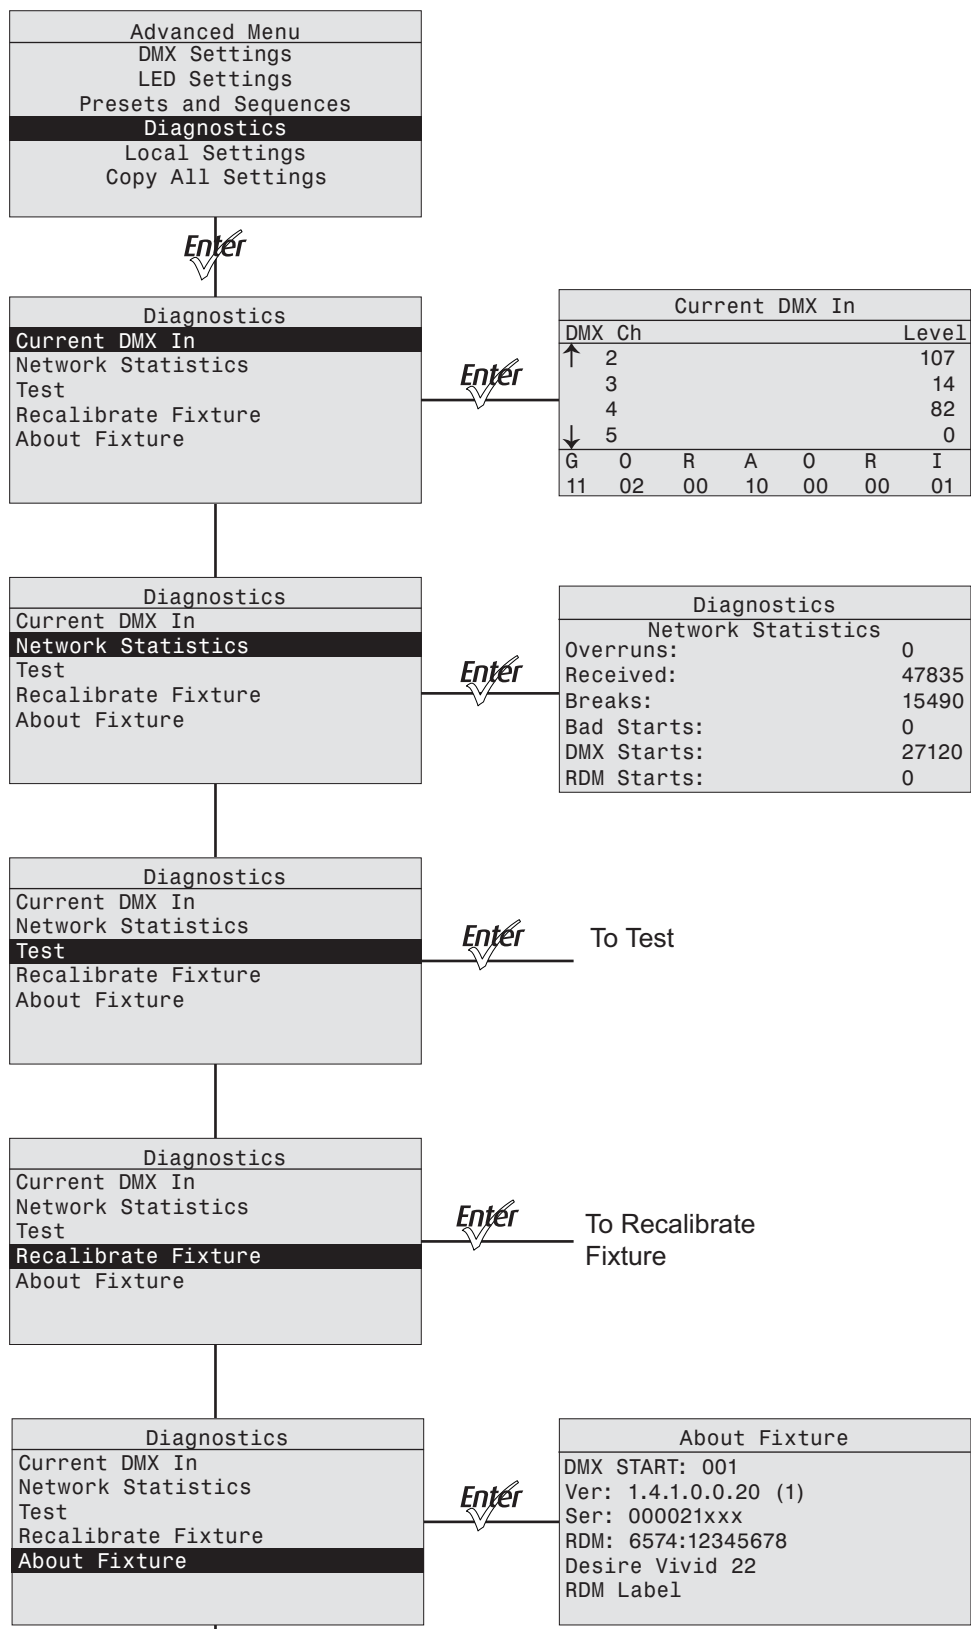 Advanced Menu
DMX Settings
LED Settings
Presets and Sequences
Diagnostics
Local Settings
Copy All Settings
Enter
Diagnostics
Current DMX In
Network Statistics
Test
Recalibrate Fixture
About Fixture
Enter
Current DMX In
DMX Ch Level
↑ 2 107
3 14
4 82
↓ 5 0
G O R A O R I
11 02 00 10 00 00 01
Diagnostics
Current DMX In
Network Statistics
Test
Recalibrate Fixture
About Fixture
Enter
Diagnostics
Network Statistics
Overruns: 0
Received: 47835
Breaks: 15490
Bad Starts: 0
DMX Starts: 27120
RDM Starts: 0
Diagnostics
Current DMX In
Network Statistics
Test
Recalibrate Fixture
About Fixture
Enter
To Test
Diagnostics
Current DMX In
Network Statistics
Test
Recalibrate Fixture
About Fixture
Enter
To Recalibrate
Fixture
Diagnostics
Current DMX In
Network Statistics
Test
Recalibrate Fixture
About Fixture
Enter
About Fixture
DMX START: 001
Ver: 1.4.1.0.0.20 (1)
Ser: 000021xxx
RDM: 6574:12345678
Desire Vivid 22
RDM Label